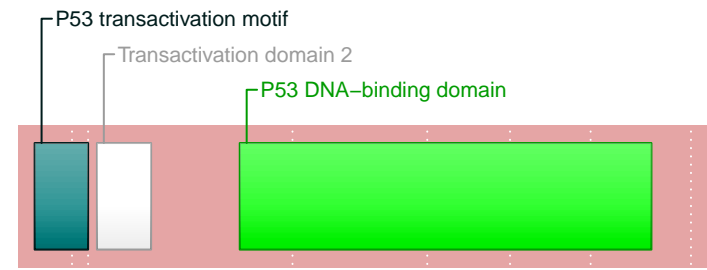 P53 transactivation motif
Transactivation domain 2
P53 DNA−binding domain